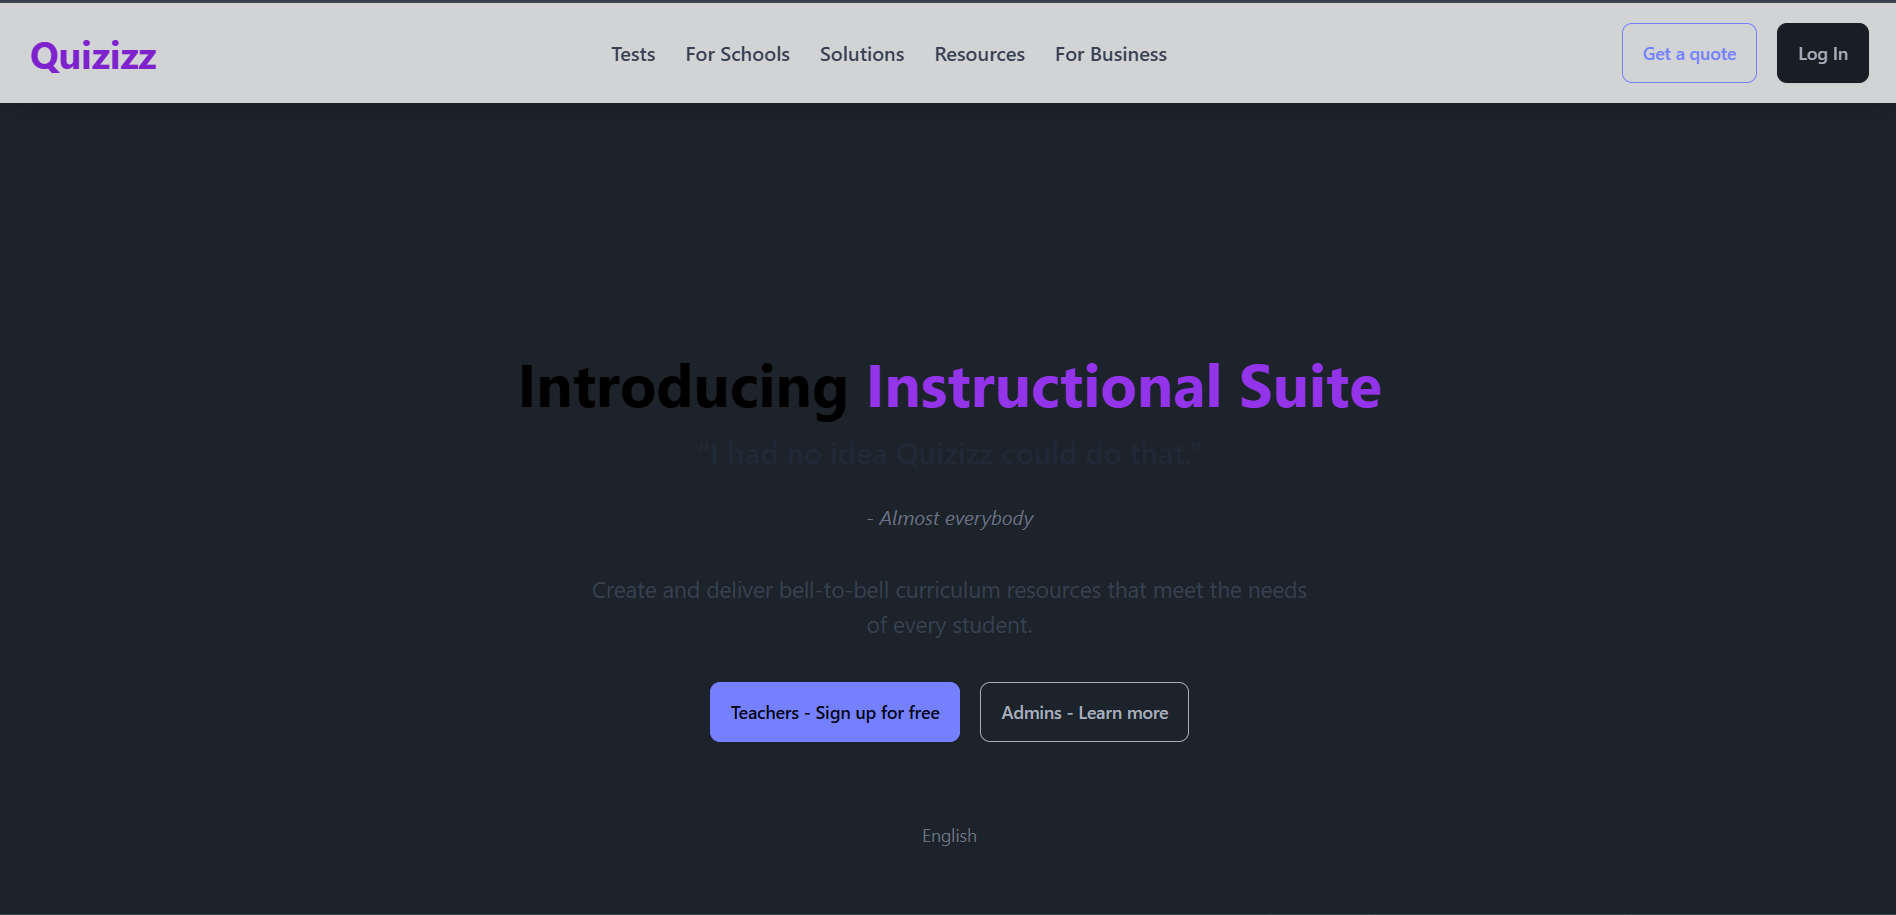 Quizizz
Tests
For Schools
Solutions
Resources
For Business
Get a quote
Log In
Introducing Instructional Suite
“I had no idea Quizizz could do that.”
- Almost everybody
Create and deliver bell-to-bell curriculum resources that meet the needs
of every student.
Teachers - Sign up for free
Admins - Learn more
English